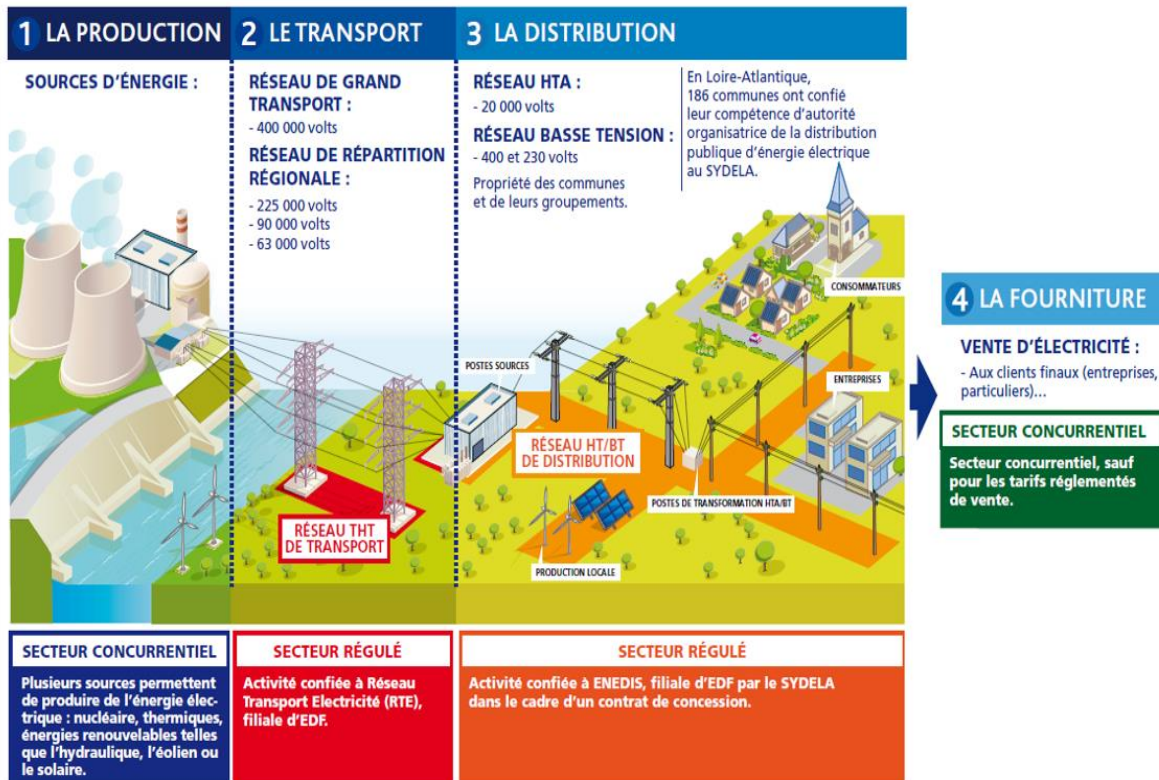 1 LA PRODUCTION
SOURCES D'ÉNERGIE :
2 LE TRANSPORT
RÉSEAU DE GRAND
TRANSPORT :
- 400 000 volts
RÉSEAU DE RÉPARTITION
RÉGIONALE :
- 225 000 volts
- 90 000 volts
- 63 000 volts
3 LA DISTRIBUTION
RÉSEAU HTA :
- 20 000 volts
RÉSEAU BASSE TENSION :
- 400 et 230 volts
Propriété des communes
et de leurs groupements.
En Loire-Atlantique,
186 communes ont confié
leur compétence d'autorité
organisatrice de la distribution
publique d'énergie électrique
au SYDELA.
CONSOMMATEURS
POSTES SOURCES
ENTREPRISES
RÉSEAU HT/BT
DE DISTRIBUTION
POSTES DE TRANSFORMATION HTA/BT
RÉSEAU THT
DE TRANSPORT
PRODUCTION LOCALE
4 LA FOURNITURE
VENTE D'ÉLECTRICITÉ :
- Aux clients finaux (entreprises,
particuliers)...
SECTEUR CONCURRENTIEL
Secteur concurrentiel, sauf
pour les tarifs réglementés
de vente.
SECTEUR CONCURRENTIEL
Plusieurs sources permettent
de produire de l'énergie élec-
trique : nucléaire, thermiques,
énergies renouvelables telles
que l'hydraulique, l'éolien ou
le solaire.
SECTEUR RÉGULÉ
Activité confiée à Réseau
Transport Electricité (RTE),
filiale d'EDF.
SECTEUR RÉGULÉ
Activité confiée à ENEDIS, filiale d'EDF par le SYDELA
dans le cadre d'un contrat de concession.